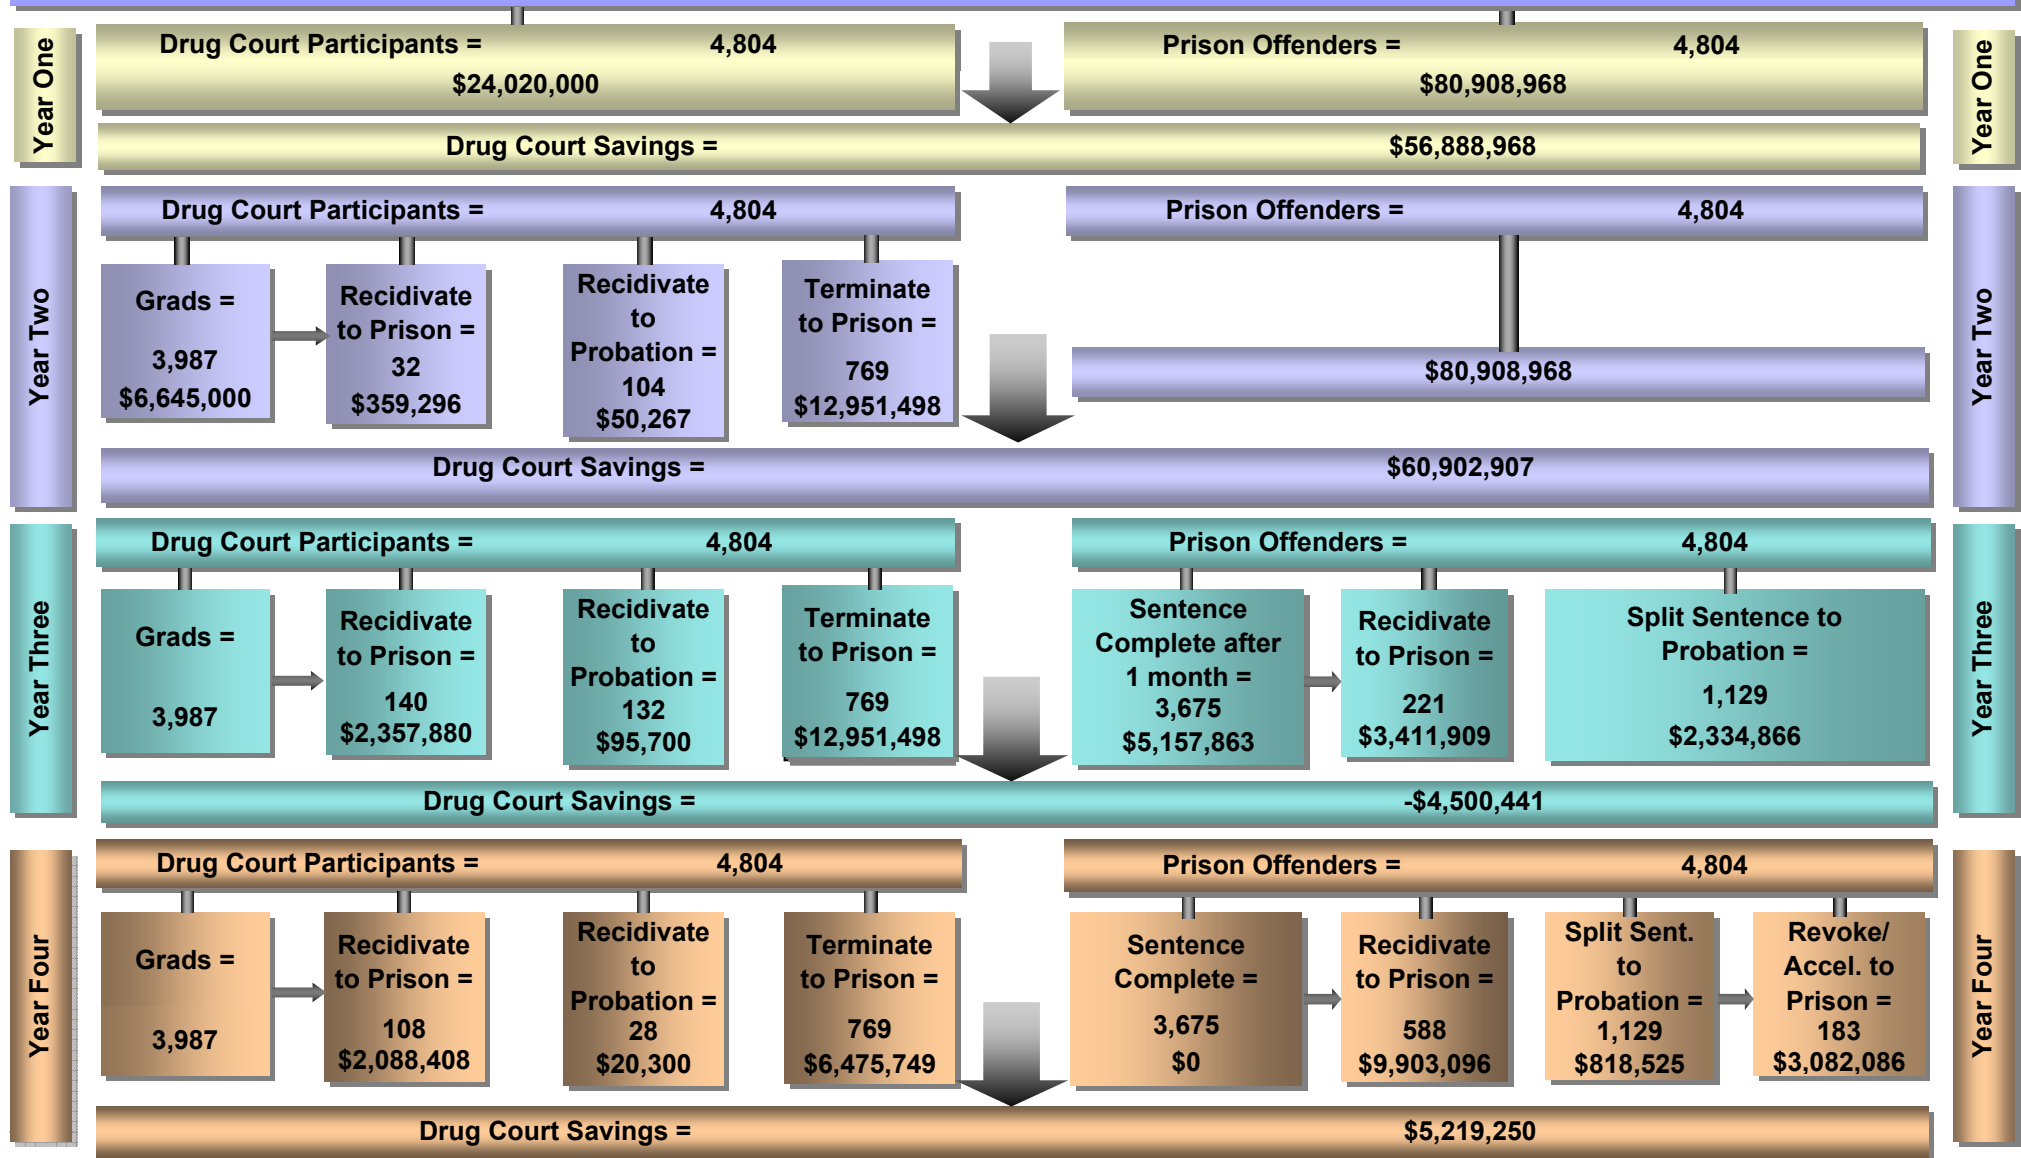 Year One
Drug Court Participants = 4,804
$24,020,000
Prison Offenders = 4,804
$80,908,968
Year One
Drug Court Savings = $56,888,968
Year Two
Drug Court Participants = 4,804
Prison Offenders = 4,804
Year Two
Grads =
3,987
$6,645,000
Recidivate
to Prison =
32
$359,296
Recidivate
to
Probation =
104
$50,267
Terminate
to Prison =
769
$12,951,498
$80,908,968
Drug Court Savings = $60,902,907
Year Three
Drug Court Participants = 4,804
Prison Offenders = 4,804
Year Three
Grads =
3,987
Recidivate
to Prison =
140
$2,357,880
Recidivate
to
Probation =
132
$95,700
Terminate
to Prison =
769
$12,951,498
Sentence
Complete after
1 month =
3,675
$5,157,863
Recidivate
to Prison =
221
$3,411,909
Split Sentence to
Probation =
1,129
$2,334,866
Drug Court Savings = -$4,500,441
Year Four
Drug Court Participants = 4,804
Prison Offenders = 4,804
Year Four
Grads =
3,987
Recidivate
to Prison =
108
$2,088,408
Recidivate
to
Probation =
28
$20,300
Terminate
to Prison =
769
$6,475,749
Sentence
Complete =
3,675
$0
Recidivate
to Prison =
588
$9,903,096
Split Sent.
to
Probation =
1,129
$818,525
Revoke/
Accel. to
Prison =
183
$3,082,086
Drug Court Savings = $5,219,250